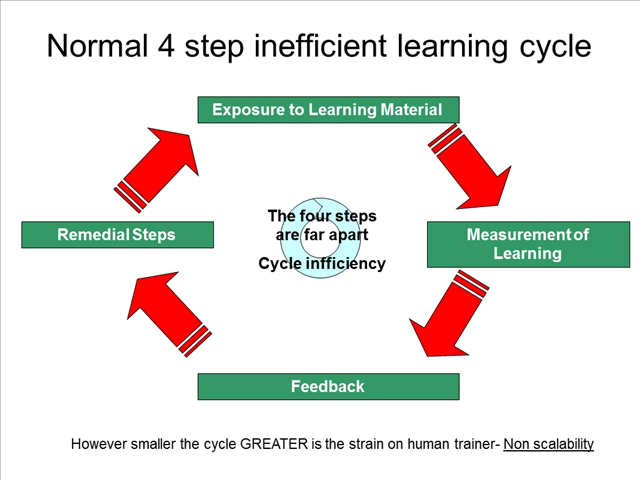 Normal 4 step inefficient learning cycle
Exposure to Learning Material
Remedial Steps
The four steps
are far apart
Cycle infficiency
Measurement of
Learning
Feedback
However smaller the cycle GREATER is the strain on human trainer- Non scalability